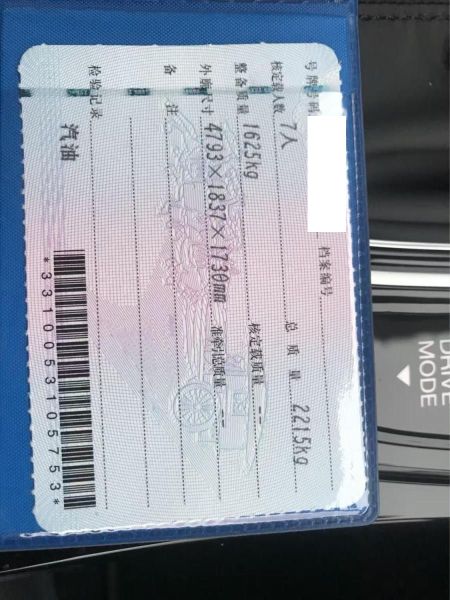 号牌号码 档案编号
核定载人数 7人 总质量 2215kg
整备质量 1625kg 核定载质量 --
外廓尺寸 4793×1837×1730mm 准牵引总质量 --
备注
检验记录
汽油
*3310053105753*
DRIVE
MODE